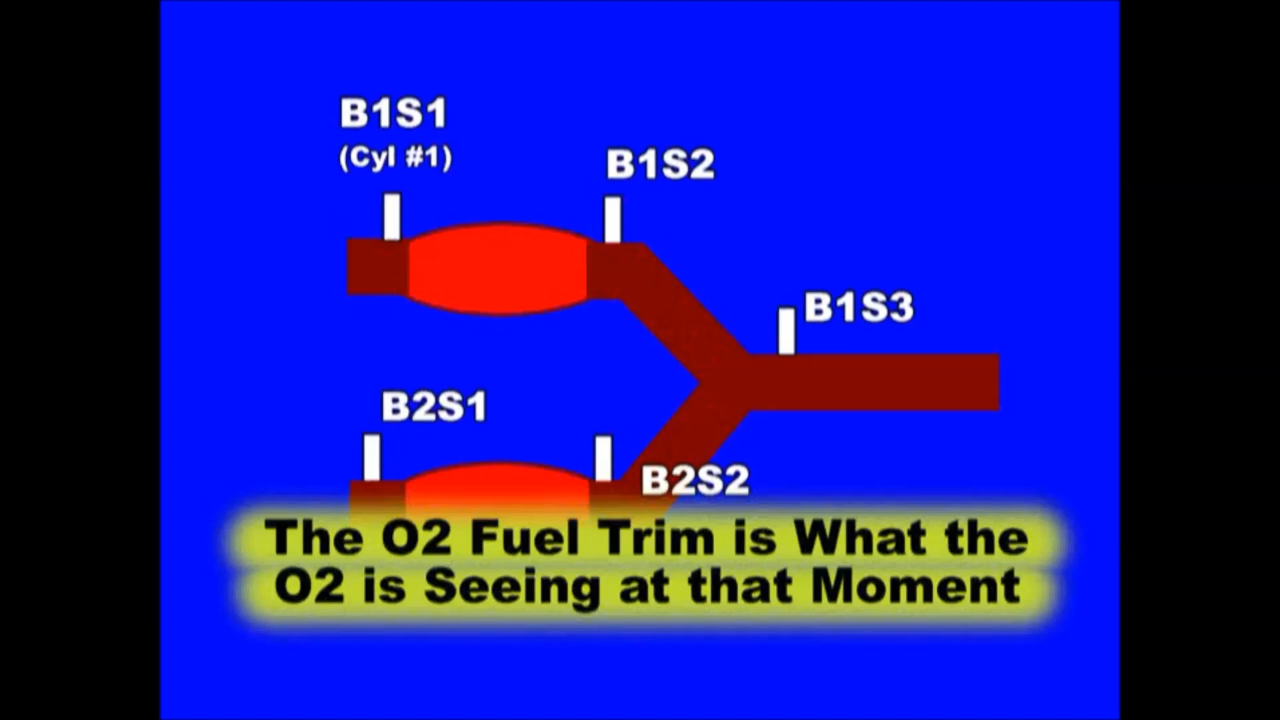 B1S1
(Cyl #1)
B1S2
B1S3
B2S1
B2S2
The O2 Fuel Trim is What the
O2 is Seeing at that Moment